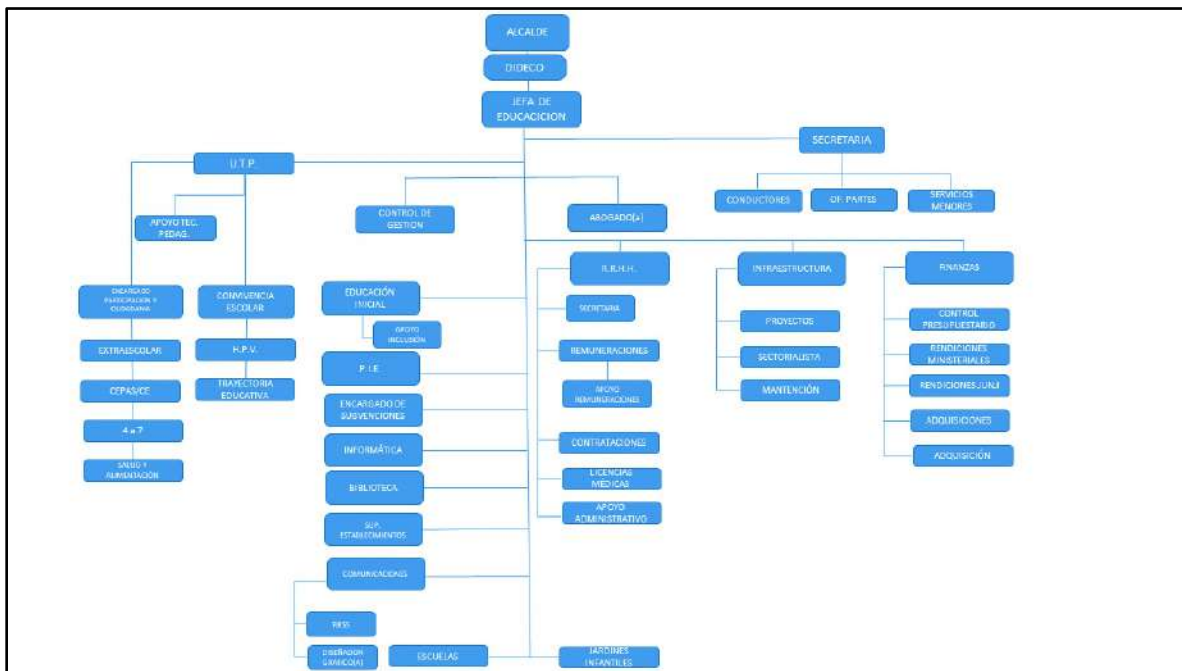 ALCALDE
DIDECO
JEFA DE
EDUCACICION
SECRETARIA
U.T.P.
CONDUCTORES
OF. PARTES
SERVICIOS
MENORES
APOYO TEC.
PEDAG.
CONTROL DE
GESTION
ABOGADO(a)
R.R.H.H.
INFRAESTRUCTURA
FINANZAS
ENCARGADO
PARTICIPACION Y
CIUDADANIA
CONVIVENCIA
ESCOLAR
EDUCACIÓN
INICIAL
SECRETARIA
PROYECTOS
CONTROL
PRESUPUESTARIO
APOYO
INCLUSIÓN
EXTRAESCOLAR
H.P.V.
REMUNERACIONES
SECTORIALISTA
RENDICIONES
MINISTERIALES
P.I.E.
CEPAS/CE
TRAYECTORIA
EDUCATIVA
APOYO
REMUNERACIONES
MANTENCIÓN
RENDICIONES JUNJI
ENCARGADO DE
SUBVENCIONES
4 a 7
INFORMÁTICA
CONTRATACIONES
ADQUISICIONES
SALUD Y
ALIMENTACIÓN
BIBLIOTECA
LICENCIAS
MÉDICAS
ADQUISICIÓN
SUP.
ESTABLECIMIENTOS
APOYO
ADMINISTRATIVO
COMUNICACIONES
RRSS
DISEÑADOR
GRAFICO(A)
ESCUELAS
JARDINES
INFANTILES